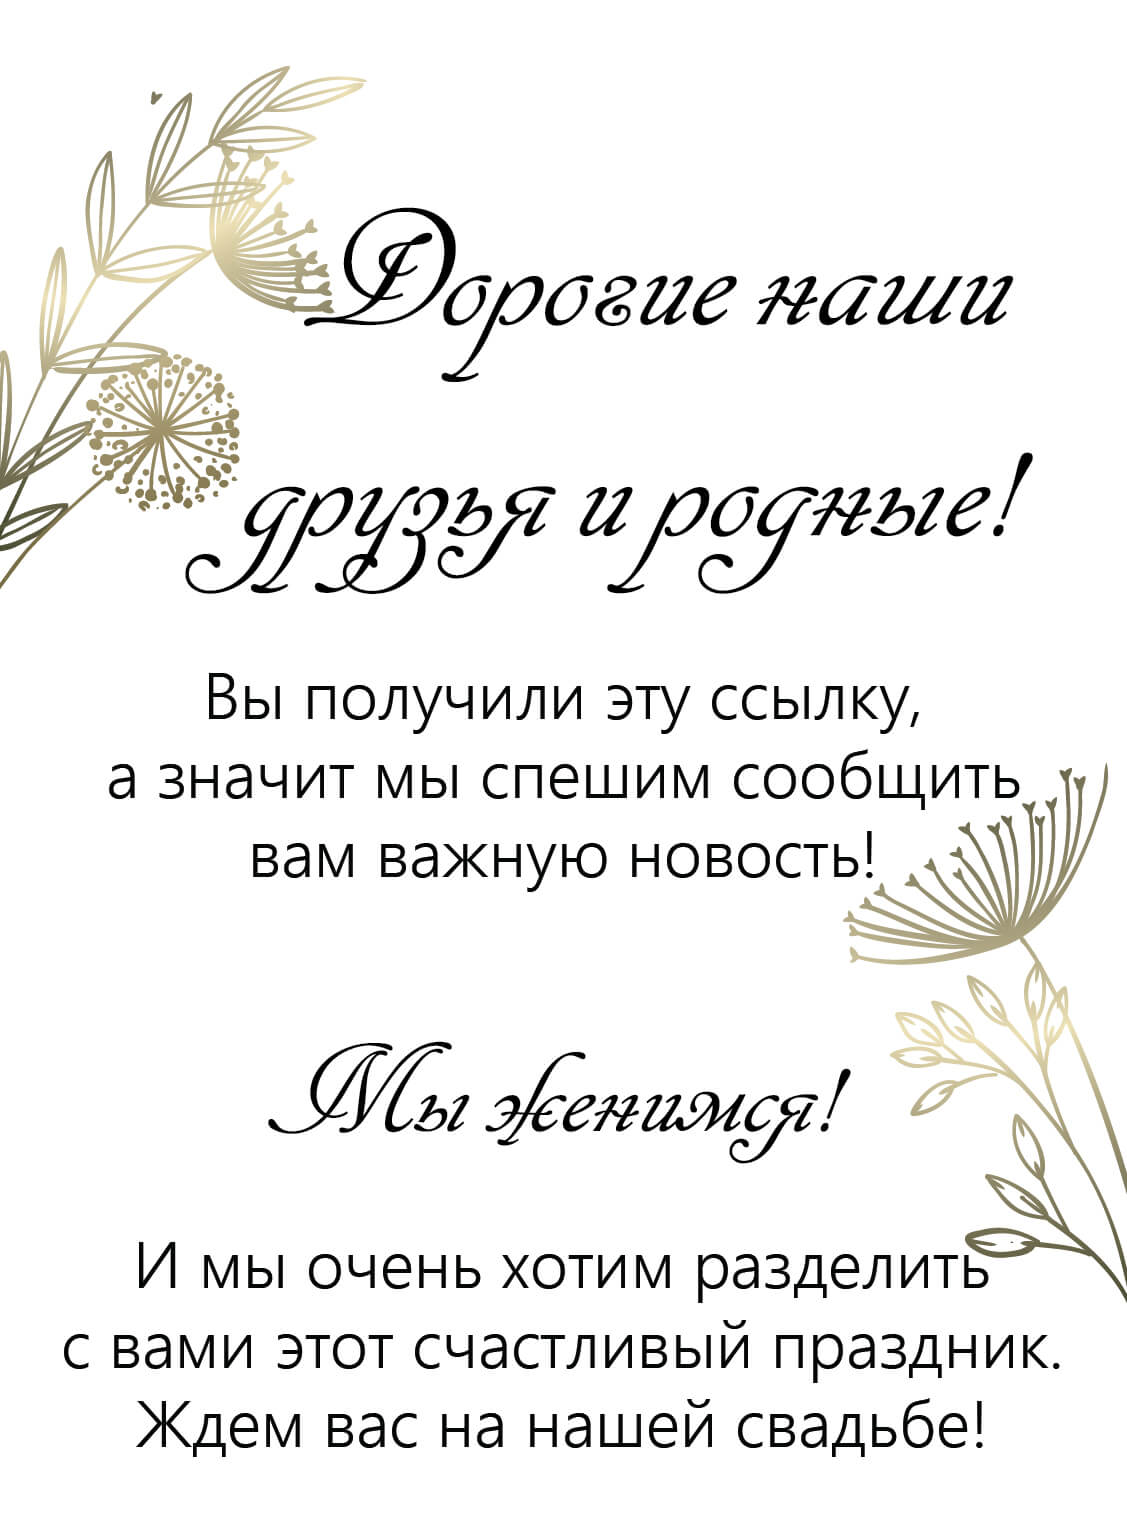 Дорогие наши
друзья и родные!
Вы получили эту ссылку,
а значит мы спешим сообщить
вам важную новость!
Мы женимся!
И мы очень хотим разделить
с вами этот счастливый праздник.
Ждем вас на нашей свадьбе!